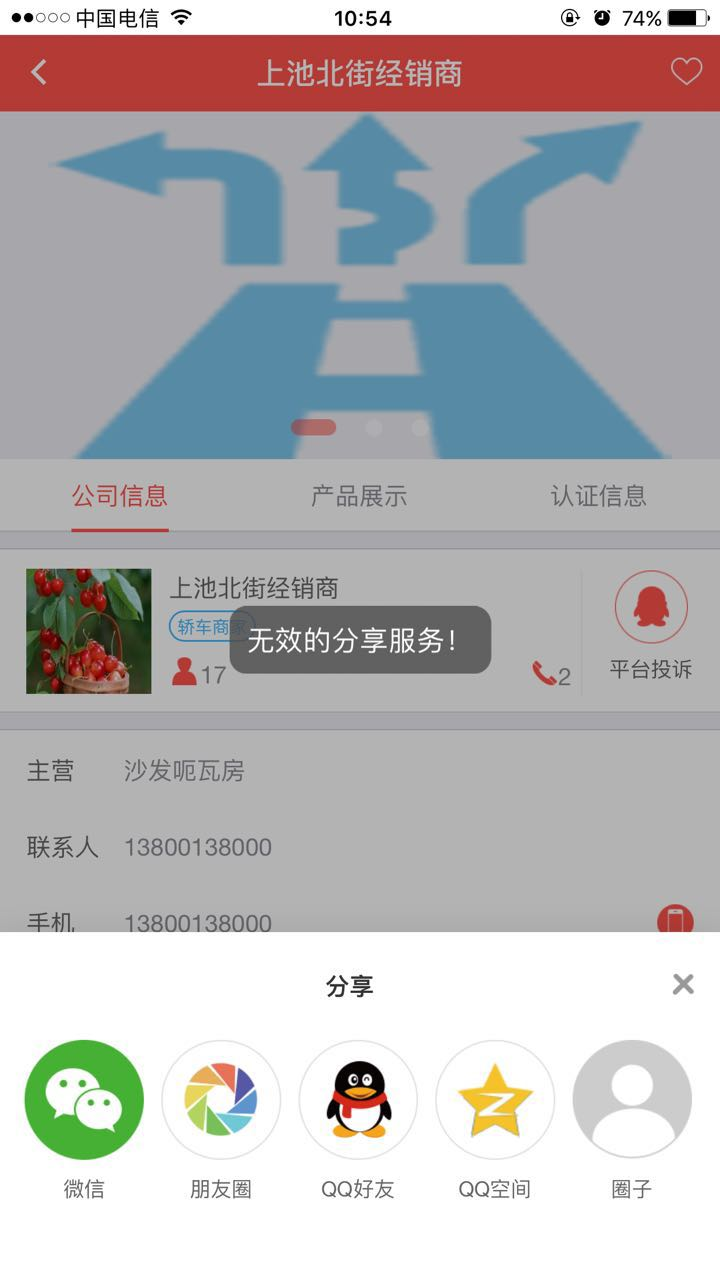 中国电信
10:54
74%
上池北街经销商
公司信息
产品展示
认证信息
上池北街经销商
轿车商家
无效的分享服务！
17
2
平台投诉
主营 沙发呃瓦房
联系人 13800138000
手机 13800138000
分享
微信
朋友圈
QQ好友
QQ空间
圈子